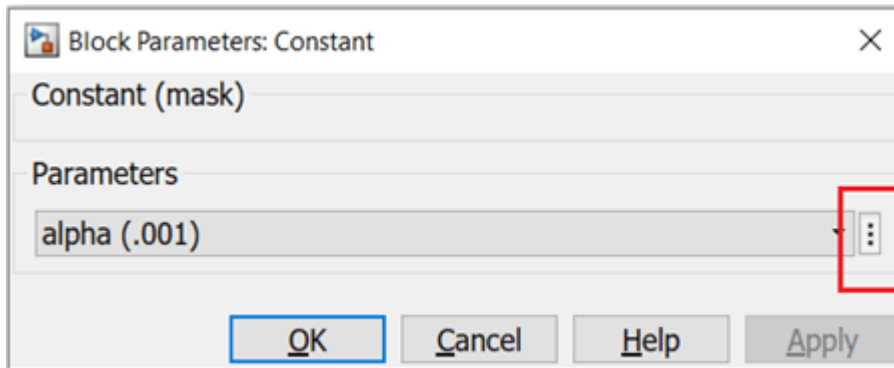 Block Parameters: Constant
Constant (mask)
Parameters
alpha (.001)
OK Cancel Help Apply